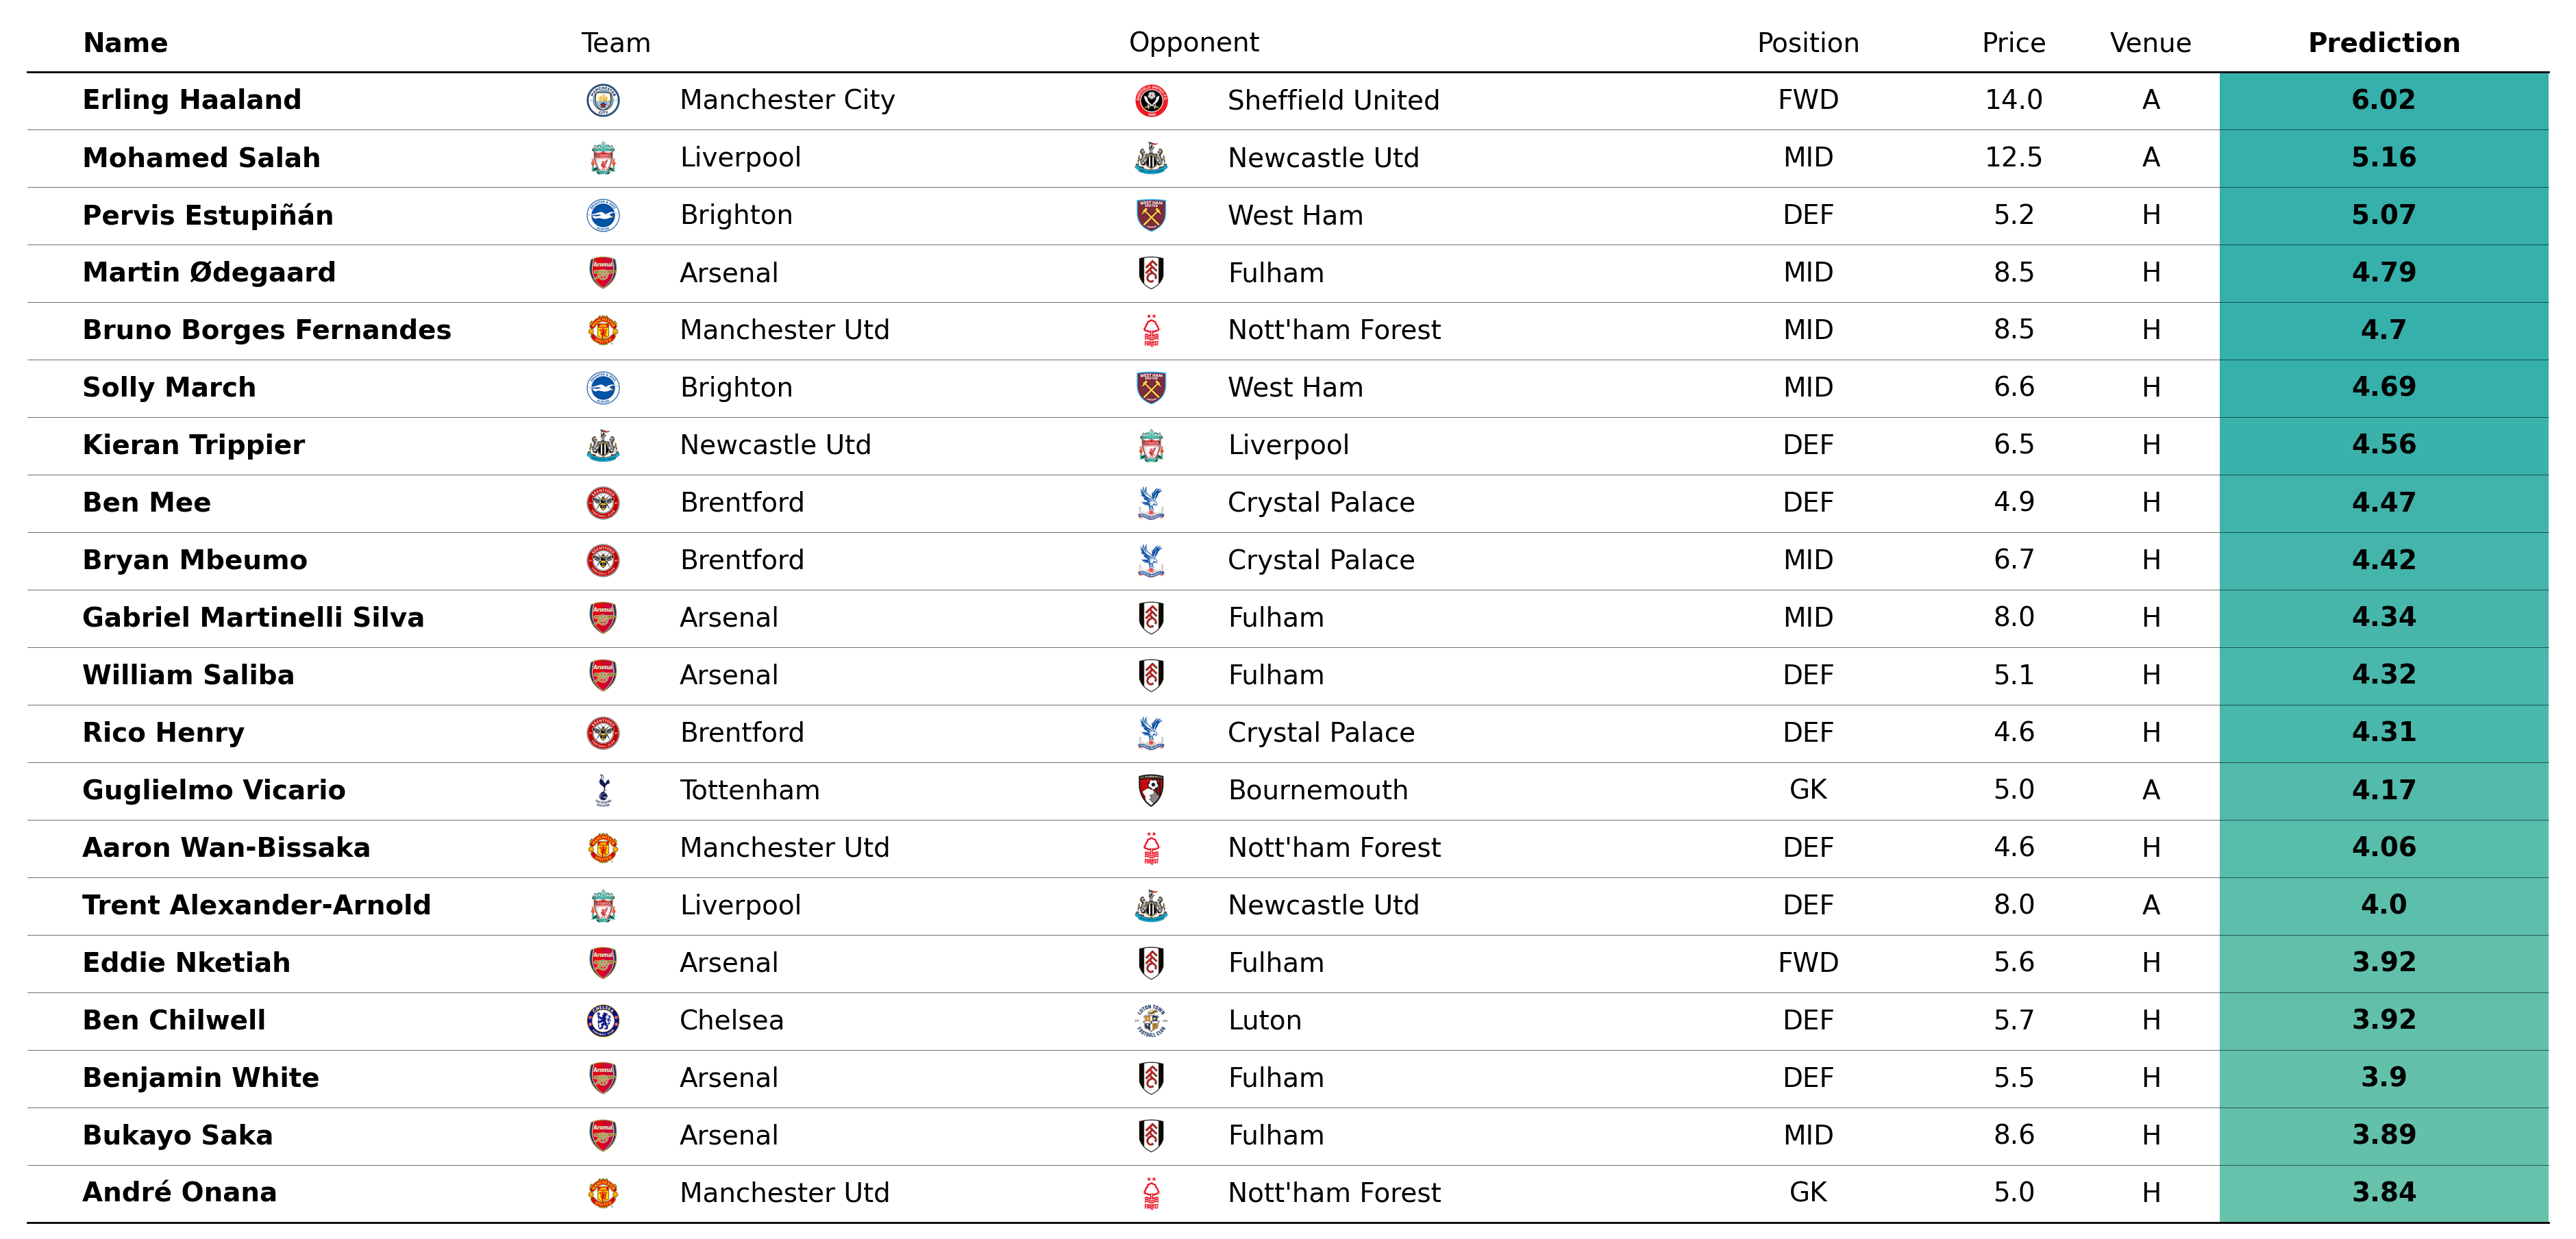 Name Team Opponent Position Price Venue Prediction
Erling Haaland Manchester City Sheffield United FWD 14.0 A 6.02
Mohamed Salah Liverpool Newcastle Utd MID 12.5 A 5.16
Pervis Estupiñán Brighton West Ham DEF 5.2 H 5.07
Martin Ødegaard Arsenal Fulham MID 8.5 H 4.79
Bruno Borges Fernandes Manchester Utd Nott'ham Forest MID 8.5 H 4.7
Solly March Brighton West Ham MID 6.6 H 4.69
Kieran Trippier Newcastle Utd Liverpool DEF 6.5 H 4.56
Ben Mee Brentford Crystal Palace DEF 4.9 H 4.47
Bryan Mbeumo Brentford Crystal Palace MID 6.7 H 4.42
Gabriel Martinelli Silva Arsenal Fulham MID 8.0 H 4.34
William Saliba Arsenal Fulham DEF 5.1 H 4.32
Rico Henry Brentford Crystal Palace DEF 4.6 H 4.31
Guglielmo Vicario Tottenham Bournemouth GK 5.0 A 4.17
Aaron Wan-Bissaka Manchester Utd Nott'ham Forest DEF 4.6 H 4.06
Trent Alexander-Arnold Liverpool Newcastle Utd DEF 8.0 A 4.0
Eddie Nketiah Arsenal Fulham FWD 5.6 H 3.92
Ben Chilwell Chelsea Luton DEF 5.7 H 3.92
Benjamin White Arsenal Fulham DEF 5.5 H 3.9
Bukayo Saka Arsenal Fulham MID 8.6 H 3.89
André Onana Manchester Utd Nott'ham Forest GK 5.0 H 3.84